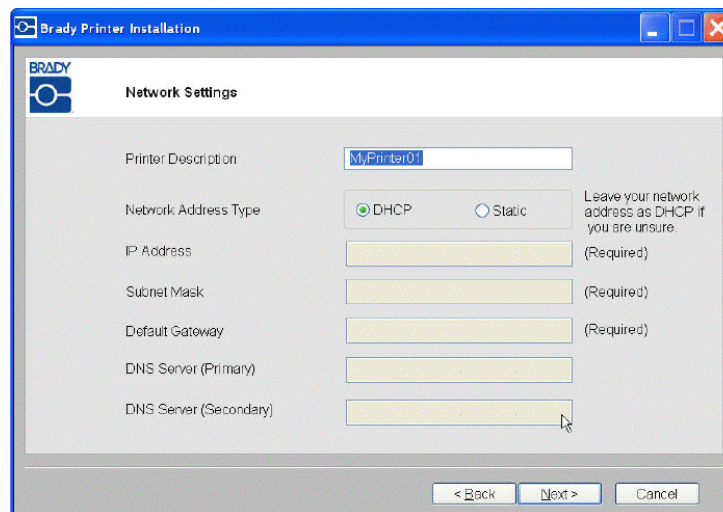 Brady Printer Installation
BRADY
Network Settings
Printer Description MyPrinter01
Network Address Type DHCP Static Leave your network
address as DHCP if
you are unsure.
IP Address (Required)
Subnet Mask (Required)
Default Gateway (Required)
DNS Server (Primary)
DNS Server (Secondary)
< Back Next > Cancel